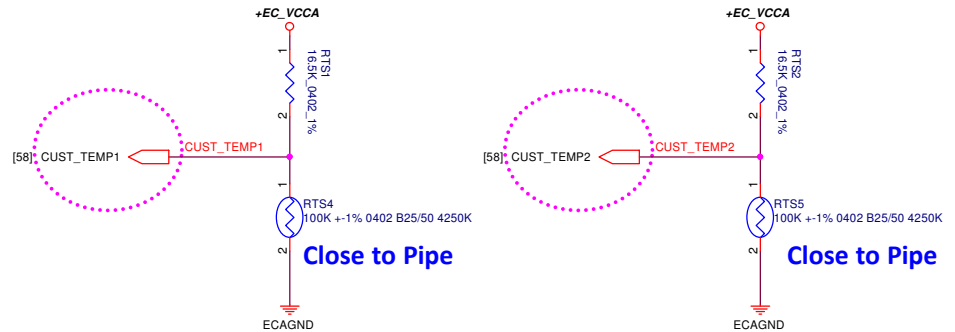 +EC_VCCA
1
RTS1
16.5K_0402_1%
2
[58] CUST_TEMP1
CUST_TEMP1
1
RTS4
100K +-1% 0402 B25/50 4250K
2
Close to Pipe
ECAGND
+EC_VCCA
1
RTS2
16.5K_0402_1%
2
[58] CUST_TEMP2
CUST_TEMP2
1
RTS5
100K +-1% 0402 B25/50 4250K
2
Close to Pipe
ECAGND